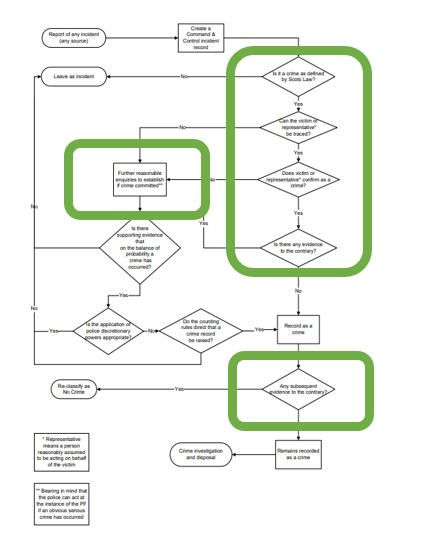 Report of any incident
(any source)
Create a
Command &
Control incident
record
Leave as incident
No
Is it a crime as defined
by Scots Law?
Yes
No
Can the victim or
representative*
be traced?
Yes
Further reasonable
enquiries to establish
if crime committed**
No
Does victim or
representative* confirm as a
crime?
No
Yes
Yes
Is there
supporting evidence
that
on the balance of
probability a
crime has
occurred?
Is there any evidence
to the contrary?
Yes
No
No
Yes
Is the application of
police discretionary
powers appropriate?
No
Do the counting
rules direct that a
crime record
be raised?
Yes
Record as a
crime
Re-classify as
No Crime
Yes
Any subsequent
evidence to the contrary?
* Representative
means a person
reasonably assumed
to be acting on behalf
of the victim
Crime investigation
and disposal
Remains recorded
as a crime
** Bearing in mind that
the police can act at
the instance of the PF
if an obvious serious
crime has occurred